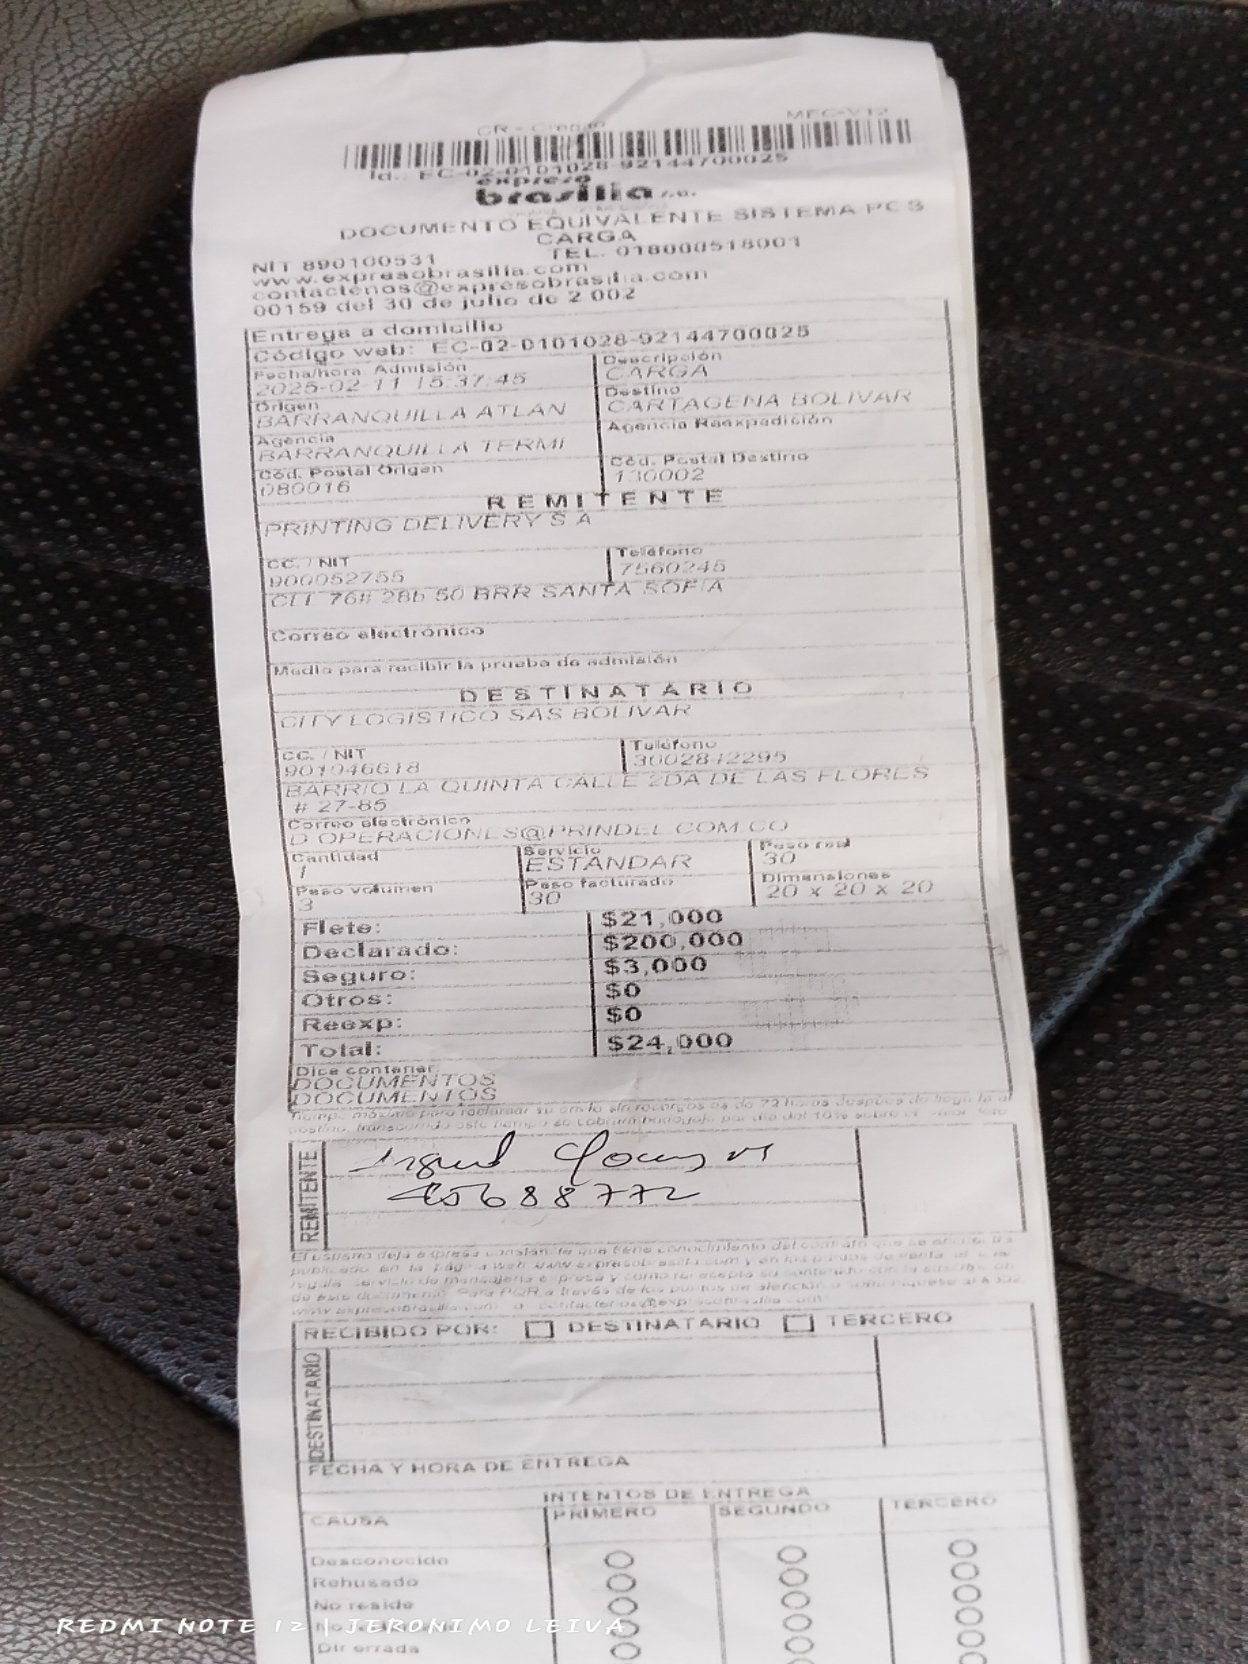 CR - Crédito MFC-V12
Id.: EC-02-0101028-92144700025
expreso
brasilia s.a.
DOCUMENTO EQUIVALENTE SISTEMA POS
CARGA
NIT 890100531 TEL. 018000518001
www.expresobrasilia.com
contactenos@expresobrasilia.com
00159 del 30 de julio de 2 002
Entrega a domicilio
Código web: EC-02-0101028-92144700025
Fecha/hora Admisión Descripción
2025-02-11 15:37:45 CARGA
Origen Destino
BARRANQUILLA ATLAN CARTAGENA BOLIVAR
Agencia Agencia Reexpedición
BARRANQUILLA TERMI
Cód. Postal Origen Cód. Postal Destino
080016 130002
REMITENTE
PRINTING DELIVERY S A
CC. / NIT Teléfono
900052755 7560245
CLL 76# 28b 50 BRR SANTA SOFIA
Correo electrónico
Medio para recibir la prueba de admisión
DESTINATARIO
CITY LOGISTICO SAS BOLIVAR
CC. / NIT Teléfono
901046618 3002842295
BARRIO LA QUINTA CALLE 2DA DE LAS FLORES
# 27-85
Correo electrónico
D OPERACIONES@PRINDEL.COM.CO
Cantidad Servicio Peso real
1 ESTANDAR 30
Peso volumen Peso facturado Dimensiones
3 30 20 x 20 x 20
Flete: $21,000
Declarado: $200,000
Seguro: $3,000
Otros: $0
Reexp: $0
Total: $24,000
Dice contener:
DOCUMENTOS
DOCUMENTOS
REMITENTE
45688772
RECIBIDO POR: DESTINATARIO TERCERO
DESTINATARIO
FECHA Y HORA DE ENTREGA
INTENTOS DE ENTREGA
CAUSA PRIMERO SEGUNDO TERCERO
Desconocido
Rehusado
No reside
Dir errada
REDMI NOTE 12 | JERONIMO LEIVA